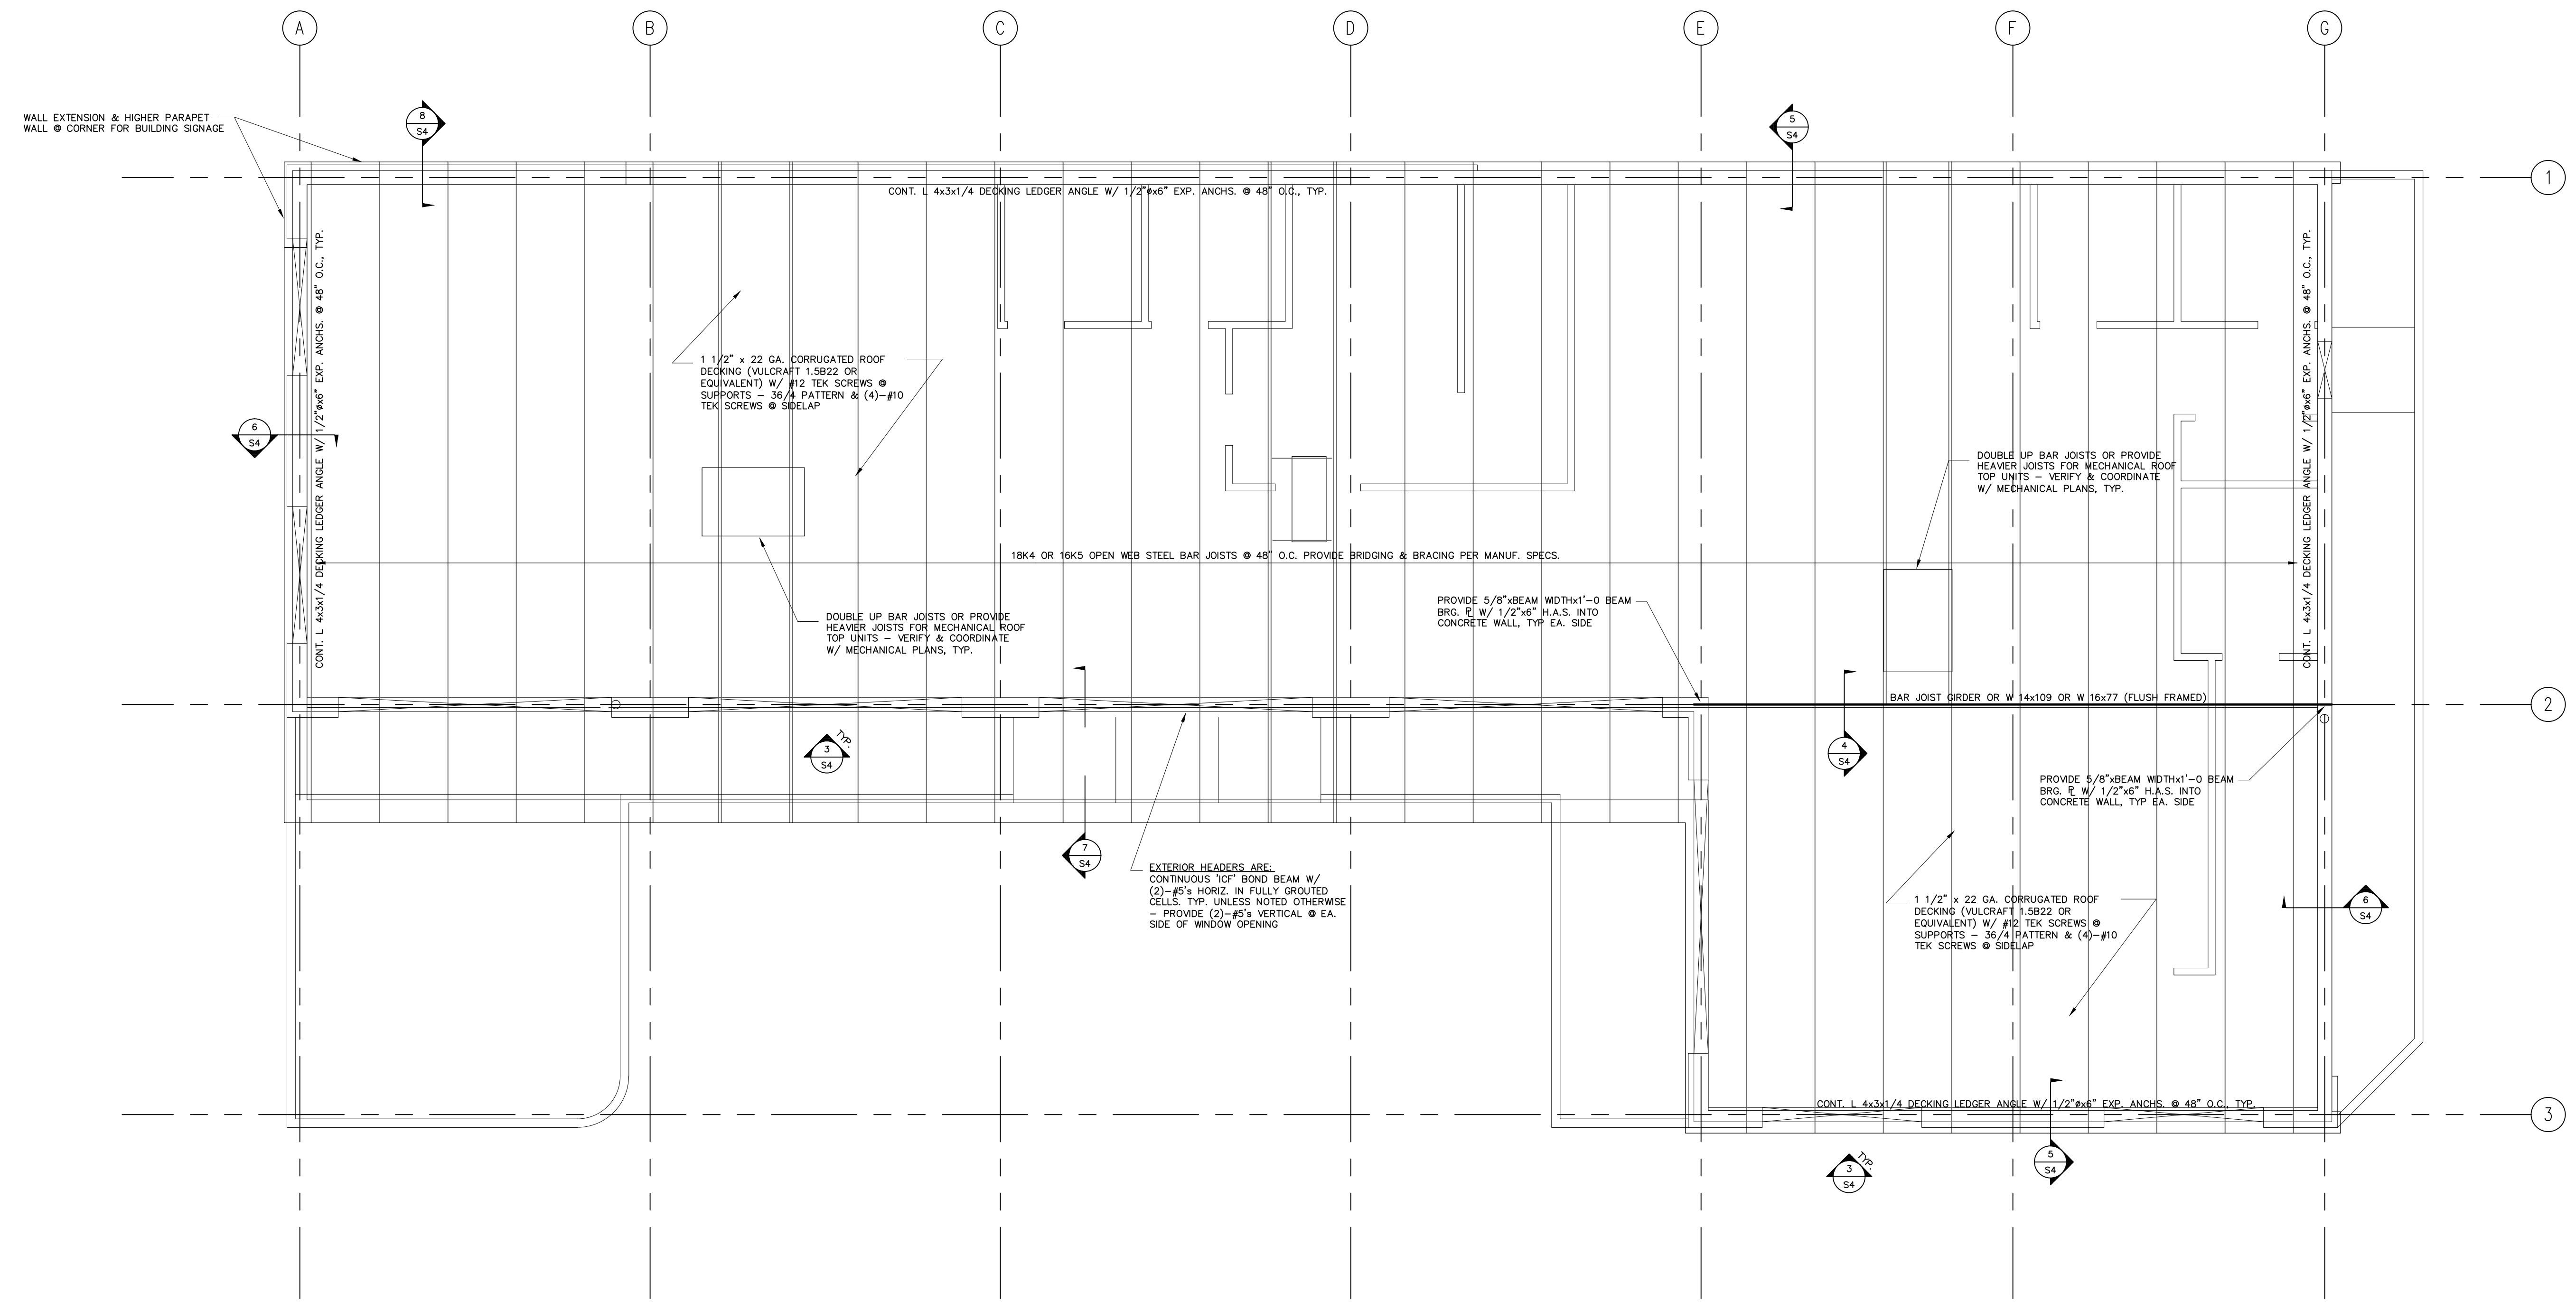 A
B
C
D
E
F
G
WALL EXTENSION & HIGHER PARAPET
WALL @ CORNER FOR BUILDING SIGNAGE
8
S4
5
S4
1
CONT. L 4x3x1/4 DECKING LEDGER ANGLE W/ 1/2"øx6" EXP. ANCHS. @ 48" O.C., TYP.
CONT. L 4x3x1/4 DECKING LEDGER ANGLE W/ 1/2"øx6" EXP. ANCHS. @ 48" O.C., TYP.
CONT. L 4x3x1/4 DECKING LEDGER ANGLE W/ 1/2"øx6" EXP. ANCHS. @ 48" O.C., TYP.
1 1/2" x 22 GA. CORRUGATED ROOF
DECKING (VULCRAFT 1.5B22 OR
EQUIVALENT) W/ #12 TEK SCREWS @
SUPPORTS – 36/4 PATTERN & (4)–#10
TEK SCREWS @ SIDELAP
6
S4
DOUBLE UP BAR JOISTS OR PROVIDE
HEAVIER JOISTS FOR MECHANICAL ROOF
TOP UNITS – VERIFY & COORDINATE
W/ MECHANICAL PLANS, TYP.
18K4 OR 16K5 OPEN WEB STEEL BAR JOISTS @ 48" O.C. PROVIDE BRIDGING & BRACING PER MANUF. SPECS.
PROVIDE 5/8"xBEAM WIDTHx1'–0 BEAM
BRG. PL W/ 1/2"x6" H.A.S. INTO
CONCRETE WALL, TYP EA. SIDE
DOUBLE UP BAR JOISTS OR PROVIDE
HEAVIER JOISTS FOR MECHANICAL ROOF
TOP UNITS – VERIFY & COORDINATE
W/ MECHANICAL PLANS, TYP.
BAR JOIST GIRDER OR W 14x109 OR W 16x77 (FLUSH FRAMED)
2
TYP.
3
S4
4
S4
PROVIDE 5/8"xBEAM WIDTHx1'–0 BEAM
BRG. PL W/ 1/2"x6" H.A.S. INTO
CONCRETE WALL, TYP EA. SIDE
7
S4
EXTERIOR HEADERS ARE:
CONTINUOUS 'ICF' BOND BEAM W/
(2)–#5's HORIZ. IN FULLY GROUTED
CELLS. TYP. UNLESS NOTED OTHERWISE
– PROVIDE (2)–#5's VERTICAL @ EA.
SIDE OF WINDOW OPENING
1 1/2" x 22 GA. CORRUGATED ROOF
DECKING (VULCRAFT 1.5B22 OR
EQUIVALENT) W/ #12 TEK SCREWS @
SUPPORTS – 36/4 PATTERN & (4)–#10
TEK SCREWS @ SIDELAP
6
S4
CONT. L 4x3x1/4 DECKING LEDGER ANGLE W/ 1/2"øx6" EXP. ANCHS. @ 48" O.C., TYP.
3
TYP.
3
S4
5
S4